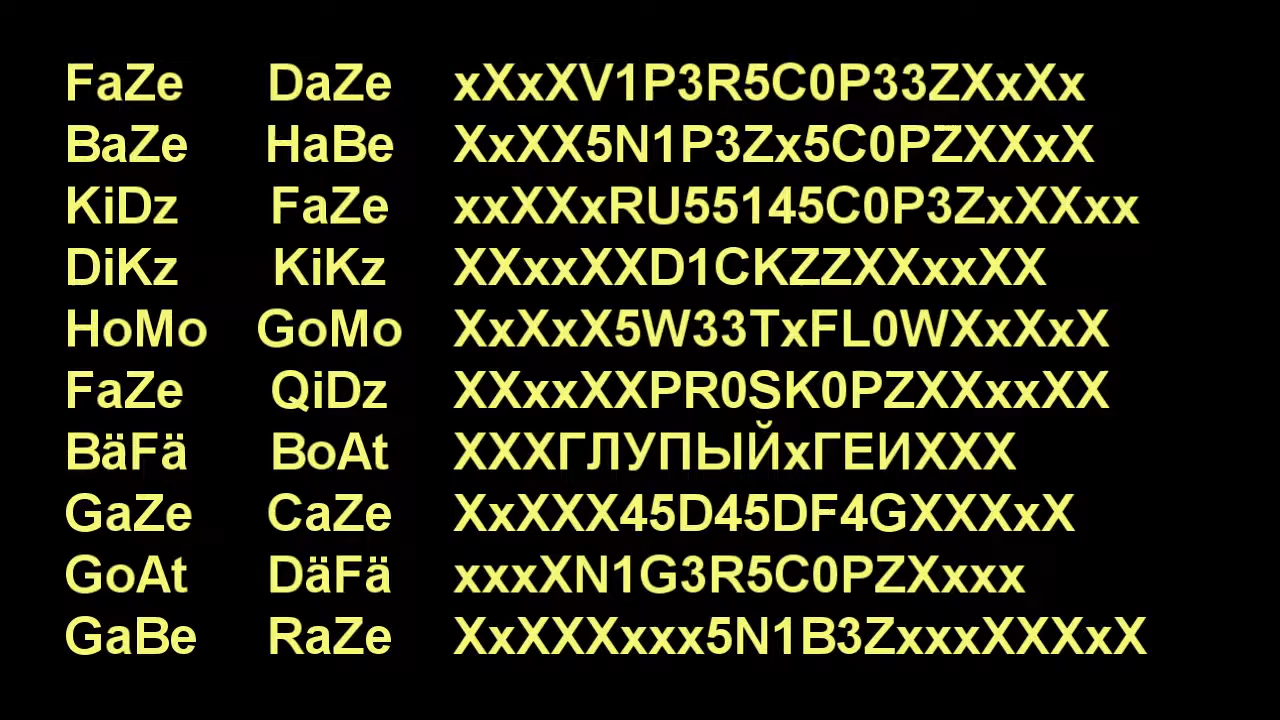 FaZe DaZe xXxXV1P3R5C0P33ZXxXx
BaZe HaBe XxXX5N1P3Zx5C0PZXXxX
KiDz FaZe xxXXxRU55145C0P3ZxXXxx
DiKz KiKz XXxxXXD1CKZZXXxxXX
HoMo GoMo XxXxX5W33TxFL0WXxXxX
FaZe QiDz XXxxXXPR0SK0PZXXxxXX
BäFä BoAt XXXГЛУПЫЙxГЕИXXX
GaZe CaZe XxXXX45D45DF4GXXXxX
GoAt DäFä xxxXN1G3R5C0PZXxxx
GaBe RaZe XxXXXxxx5N1B3ZxxxXXXxX